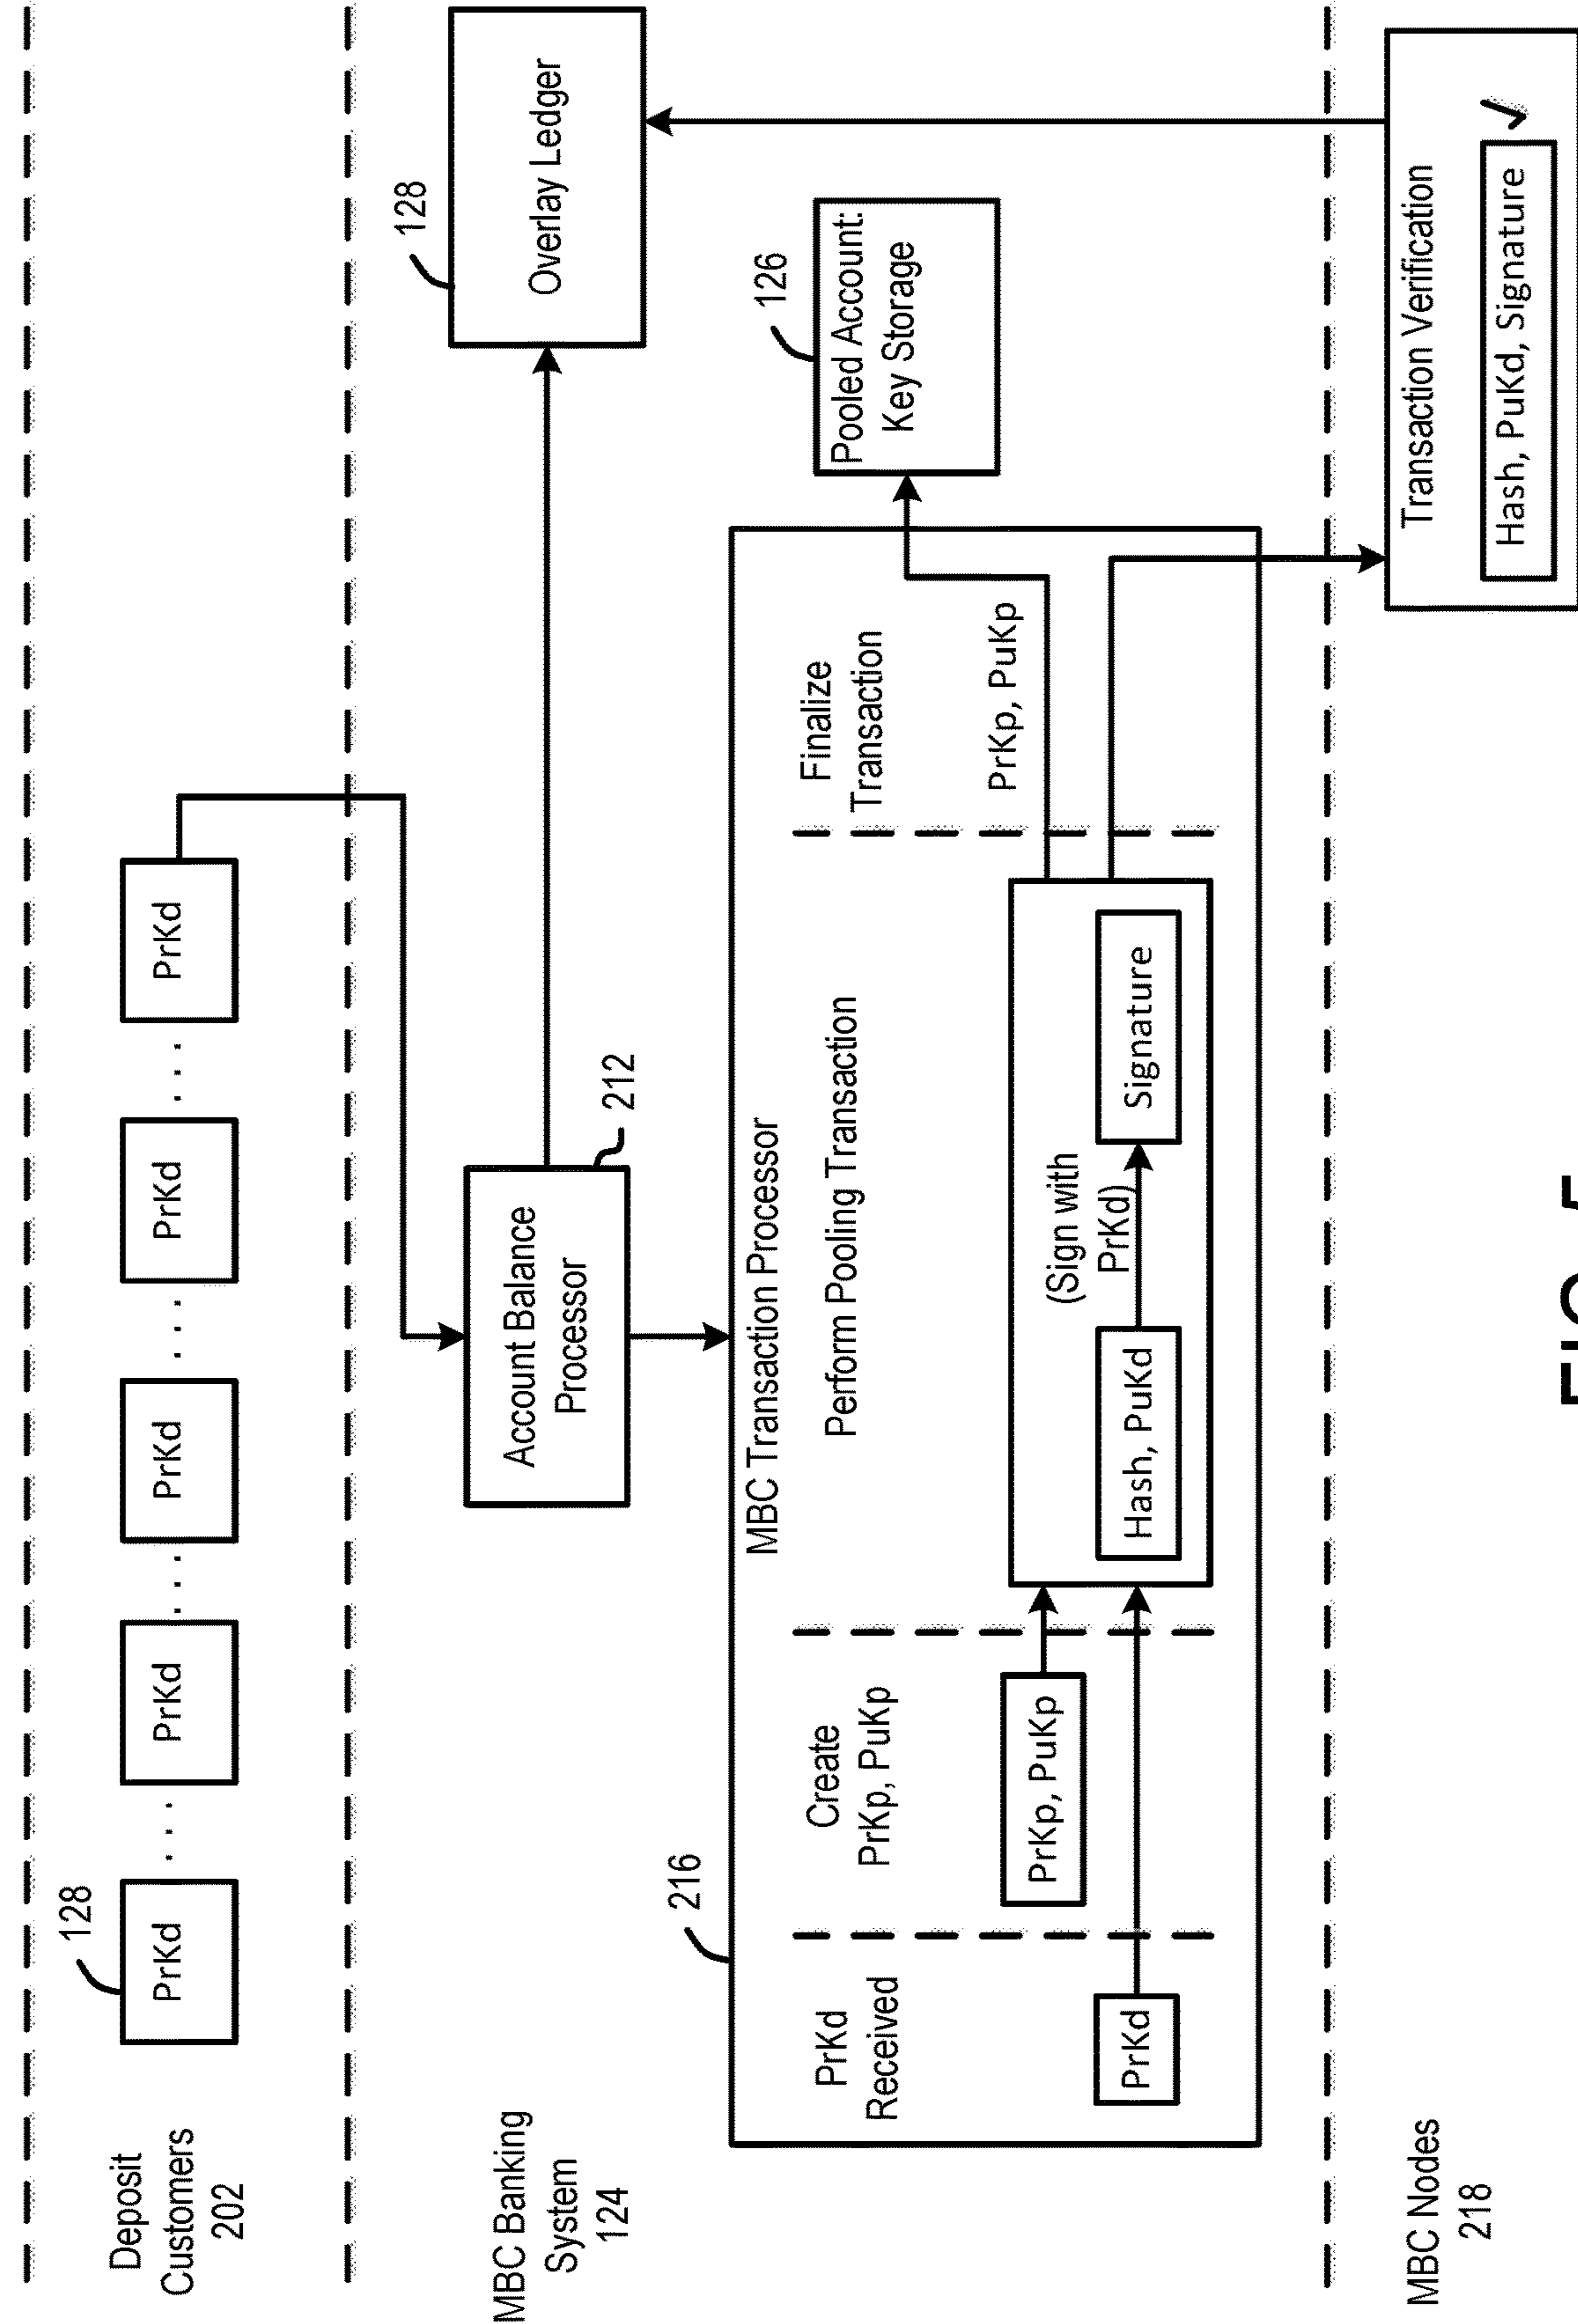 Deposit
Customers
202
128
PrKd
. . .
PrKd
. . .
PrKd
. . .
PrKd
. . .
PrKd
MBC Banking
System
124
Account Balance
Processor
212
128
Overlay Ledger
126
Pooled Account:
Key Storage
216
MBC Transaction Processor
PrKd
Received
PrKd
Create
PrKp, PuKp
PrKp, PuKp
Perform Pooling Transaction
(Sign with
PrKd)
Hash, PuKd
Signature
Finalize
Transaction
PrKp, PuKp
MBC Nodes
218
Transaction Verification
Hash, PuKd, Signature